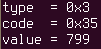 type  = 0x3
code  = 0x35
value = 799